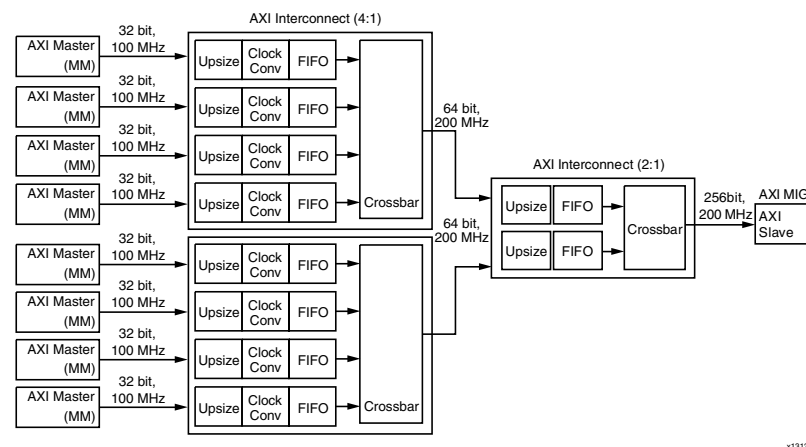 AXI Interconnect (4:1)
AXI Master
(MM)
32 bit,
100 MHz
Upsize
Clock
Conv
FIFO
AXI Master
(MM)
32 bit,
100 MHz
Upsize
Clock
Conv
FIFO
AXI Master
(MM)
32 bit,
100 MHz
Upsize
Clock
Conv
FIFO
AXI Master
(MM)
32 bit,
100 MHz
Upsize
Clock
Conv
FIFO
Crossbar
64 bit,
200 MHz
AXI Interconnect (2:1)
Upsize
FIFO
Upsize
FIFO
Crossbar
256bit,
200 MHz
AXI MIG
AXI
Slave
64 bit,
200 MHz
AXI Master
(MM)
32 bit,
100 MHz
Upsize
Clock
Conv
FIFO
AXI Master
(MM)
32 bit,
100 MHz
Upsize
Clock
Conv
FIFO
AXI Master
(MM)
32 bit,
100 MHz
Upsize
Clock
Conv
FIFO
AXI Master
(MM)
32 bit,
100 MHz
Upsize
Clock
Conv
FIFO
Crossbar